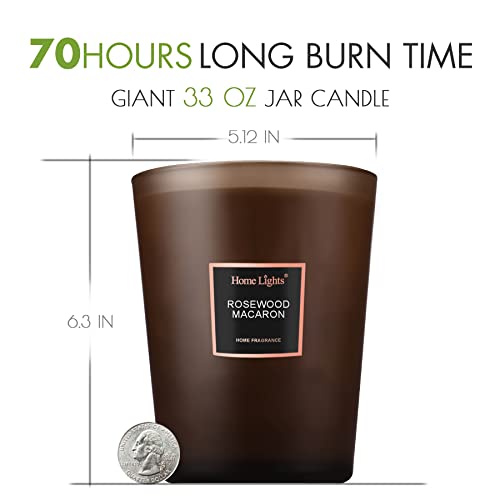 70HOURS LONG BURN TIME
GIANT 33 OZ JAR CANDLE
5.12 IN
6.3 IN
Home Lights®
ROSEWOOD
MACARON
HOME FRAGRANCE